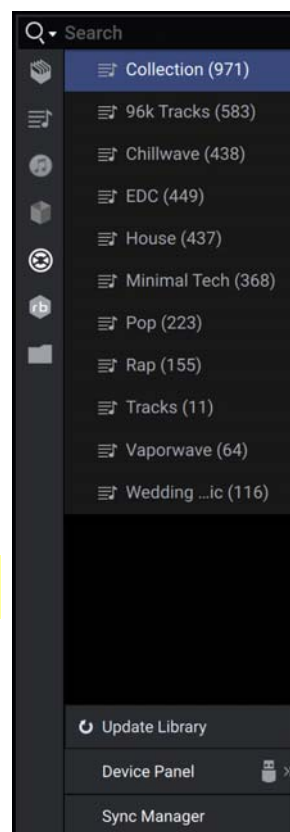 Search
Collection (971)
96k Tracks (583)
Chillwave (438)
EDC (449)
House (437)
Minimal Tech (368)
Pop (223)
Rap (155)
Tracks (11)
Vaporwave (64)
Wedding ...ic (116)
rb
Update Library
Device Panel
Sync Manager